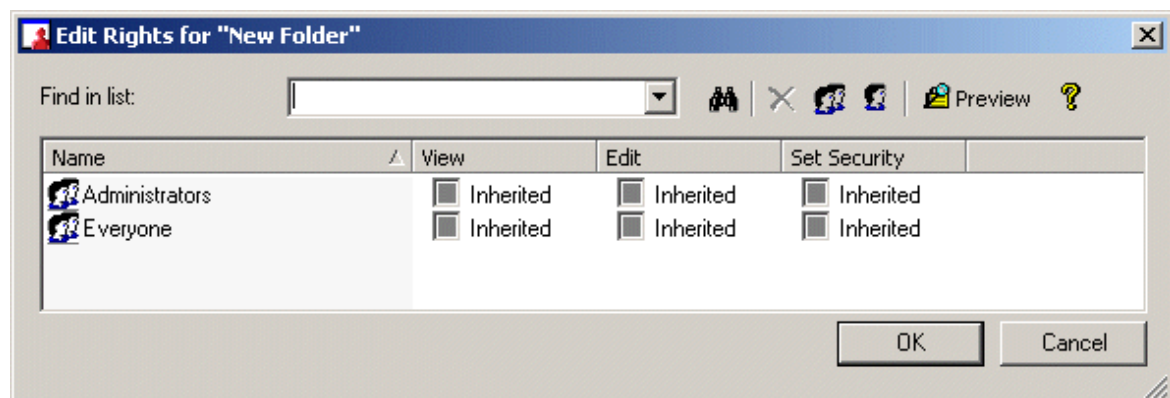 Edit Rights for "New Folder"
Find in list: Preview
Name View Edit Set Security
Administrators Inherited Inherited Inherited
Everyone Inherited Inherited Inherited
OK Cancel